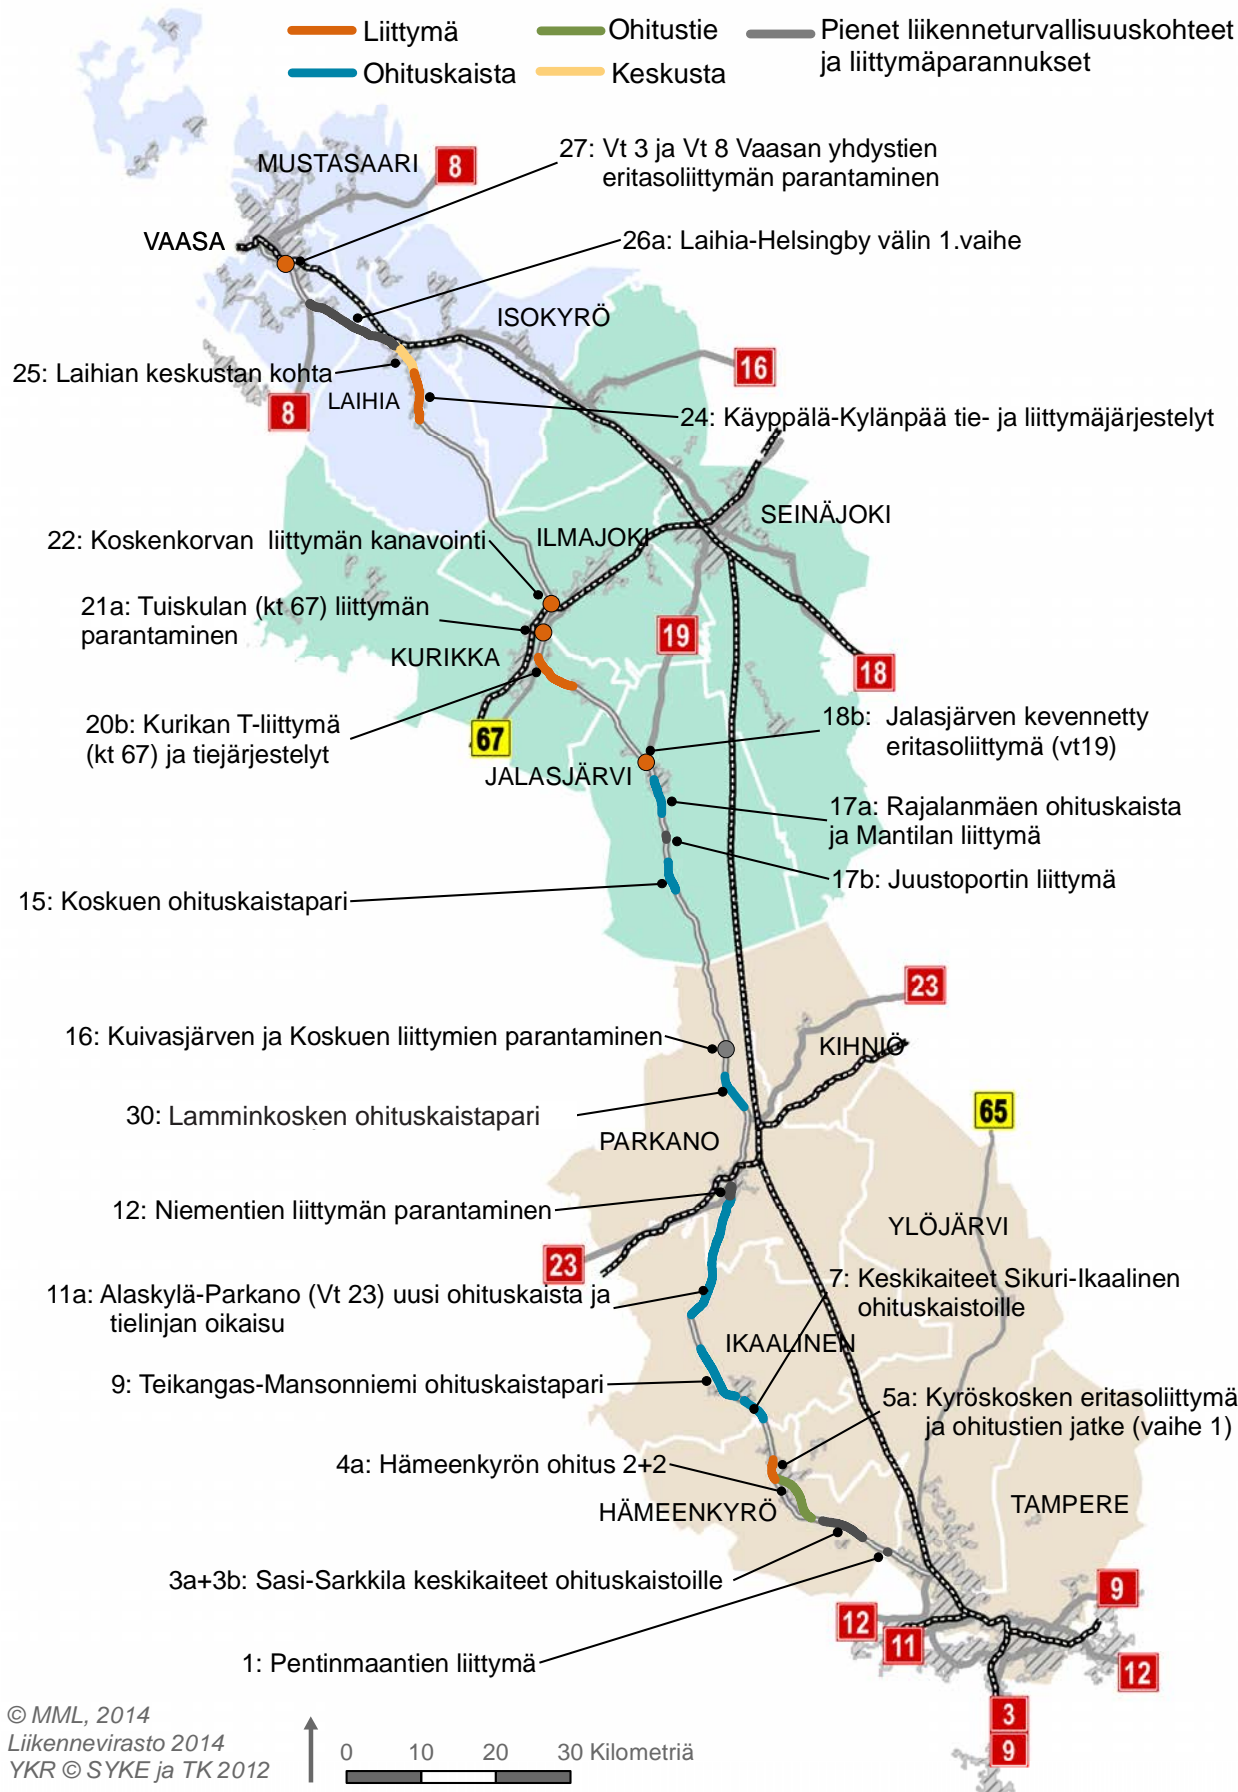 Liittymä
Ohitustie
Pienet liikenneturvallisuuskohteet
ja liittymäparannukset
Ohituskaista
Keskusta
27: Vt 3 ja Vt 8 Vaasan yhdystien
eritasoliittymän parantaminen
MUSTASAARI
8
VAASA
26a: Laihia-Helsingby välin 1.vaihe
ISOKYRÖ
16
25: Laihian keskustan kohta
LAIHIA
8
24: Käyppälä-Kylänpää tie- ja liittymäjärjestelyt
SEINÄJOKI
22: Koskenkorvan liittymän kanavointi
ILMAJOKI
21a: Tuiskulan (kt 67) liittymän
parantaminen
19
KURIKKA
18
20b: Kurikan T-liittymä
(kt 67) ja tiejärjestelyt
67
18b: Jalasjärven kevennetty
eritasoliittymä (vt19)
JALASJÄRVI
17a: Rajalanmäen ohituskaista
ja Mantilan liittymä
17b: Juustoportin liittymä
15: Koskuen ohituskaistapari
23
16: Kuivasjärven ja Koskuen liittymien parantaminen
KIHNIÖ
30: Lamminkosken ohituskaistapari
65
PARKANO
12: Niementien liittymän parantaminen
YLÖJÄRVI
23
7: Keskikaiteet Sikuri-Ikaalinen
ohituskaistoille
11a: Alaskylä-Parkano (Vt 23) uusi ohituskaista ja
tielinjan oikaisu
IKAALINEN
9: Teikangas-Mansonniemi ohituskaistapari
5a: Kyröskosken eritasoliittymä
ja ohitustien jatke (vaihe 1)
4a: Hämeenkyrön ohitus 2+2
HÄMEENKYRÖ
TAMPERE
3a+3b: Sasi-Sarkkila keskikaiteet ohituskaistoille
9
12
11
1: Pentinmaantien liittymä
12
3
9
© MML, 2014
Liikennevirasto 2014
YKR © SYKE ja TK 2012
0 10 20 30 Kilometriä